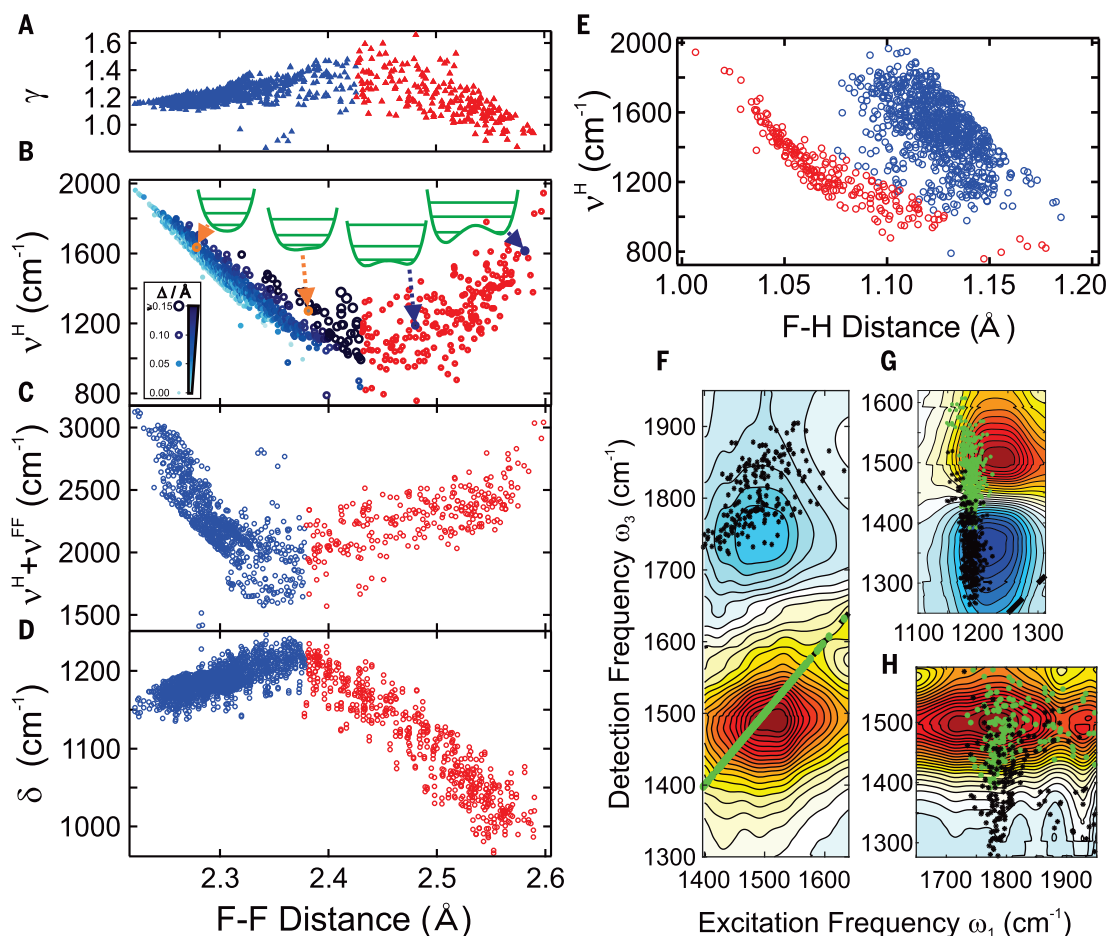 A
1.6
1.4
1.2
1.0
γ
B
2000
1600
1200
800
νᴴ (cm⁻¹)
Δ / Å
≥0.15
0.10
0.05
0.00
C
3000
2500
2000
1500
νᴴ+νᶠᶠ (cm⁻¹)
D
1200
1100
1000
δ (cm⁻¹)
2.3 2.4 2.5 2.6
F-F Distance (Å)
E
2000
1600
1200
800
νᴴ (cm⁻¹)
1.00 1.05 1.10 1.15 1.20
F-H Distance (Å)
F
1900
1800
1700
1600
1500
1400
1300
Detection Frequency ω₃ (cm⁻¹)
1400 1500 1600
G
1600
1500
1400
1300
1100 1200 1300
H
1500
1400
1300
1700 1800 1900
Excitation Frequency ω₁ (cm⁻¹)